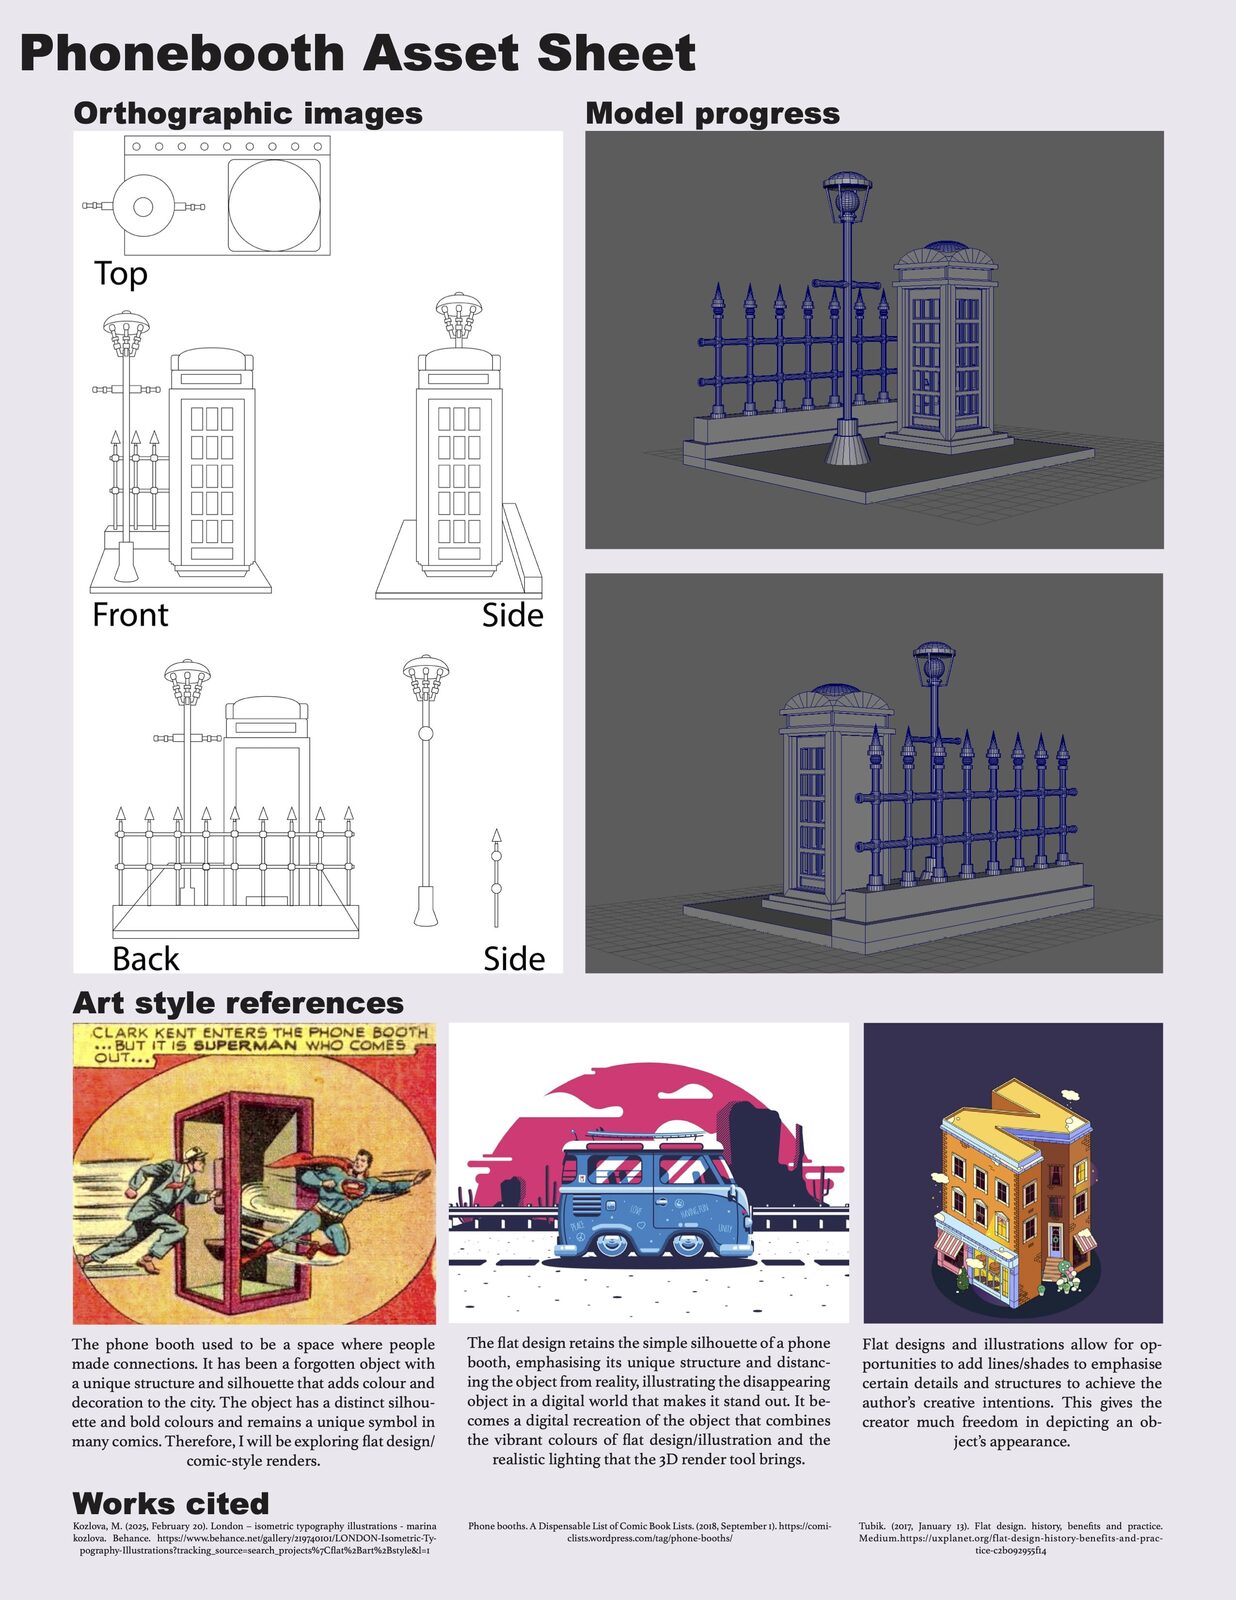 Phonebooth Asset Sheet
Orthographic images
Model progress
Top
Front
Side
Back
Side
Art style references
CLARK KENT ENTERS THE PHONE BOOTH
...BUT IT IS SUPERMAN WHO COMES
OUT...
PEACE
LOVE
HAVING FUN
UNITY
The phone booth used to be a space where people
made connections. It has been a forgotten object with
a unique structure and silhouette that adds colour and
decoration to the city. The object has a distinct silhou-
ette and bold colours and remains a unique symbol in
many comics. Therefore, I will be exploring flat design/
comic-style renders.
The flat design retains the simple silhouette of a phone
booth, emphasising its unique structure and distanc-
ing the object from reality, illustrating the disappearing
object in a digital world that makes it stand out. It be-
comes a digital recreation of the object that combines
the vibrant colours of flat design/illustration and the
realistic lighting that the 3D render tool brings.
Flat designs and illustrations allow for op-
portunities to add lines/shades to emphasise
certain details and structures to achieve the
author's creative intentions. This gives the
creator much freedom in depicting an ob-
ject's appearance.
Works cited
Kozlova, M. (2025, February 20). London – isometric typography illustrations - marina
kozlova. Behance. https://www.behance.net/gallery/219740101/LONDON-Isometric-Ty-
pography-Illustrations?tracking_source=search_projects%7Cflat%2Bart%2Bstyle&l=1
Phone booths. A Dispensable List of Comic Book Lists. (2018, September 1). https://comi-
clists.wordpress.com/tag/phone-booths/
Tubik. (2017, January 13). Flat design. history, benefits and practice.
Medium.https://uxplanet.org/flat-design-history-benefits-and-prac-
tice-c2b092955f14